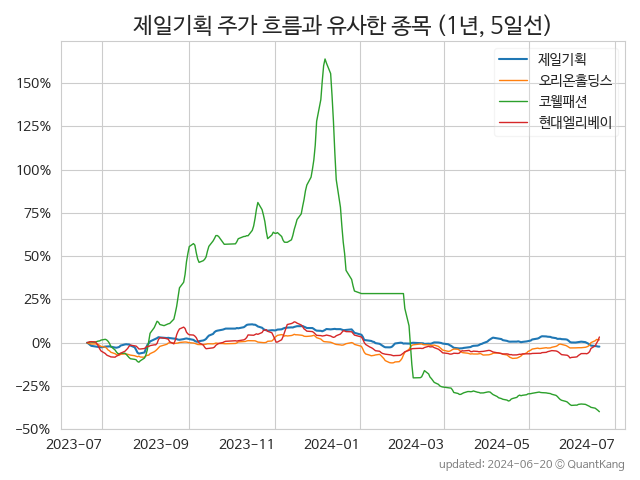 제일기획 주가 흐름과 유사한 종목 (1년, 5일선)
제일기획
오리온홀딩스
코웰패션
현대엘리베이
150%
125%
100%
75%
50%
25%
0%
−25%
−50%
2023-07 2023-09 2023-11 2024-01 2024-03 2024-05 2024-07
updated: 2024-06-20 © QuantKang